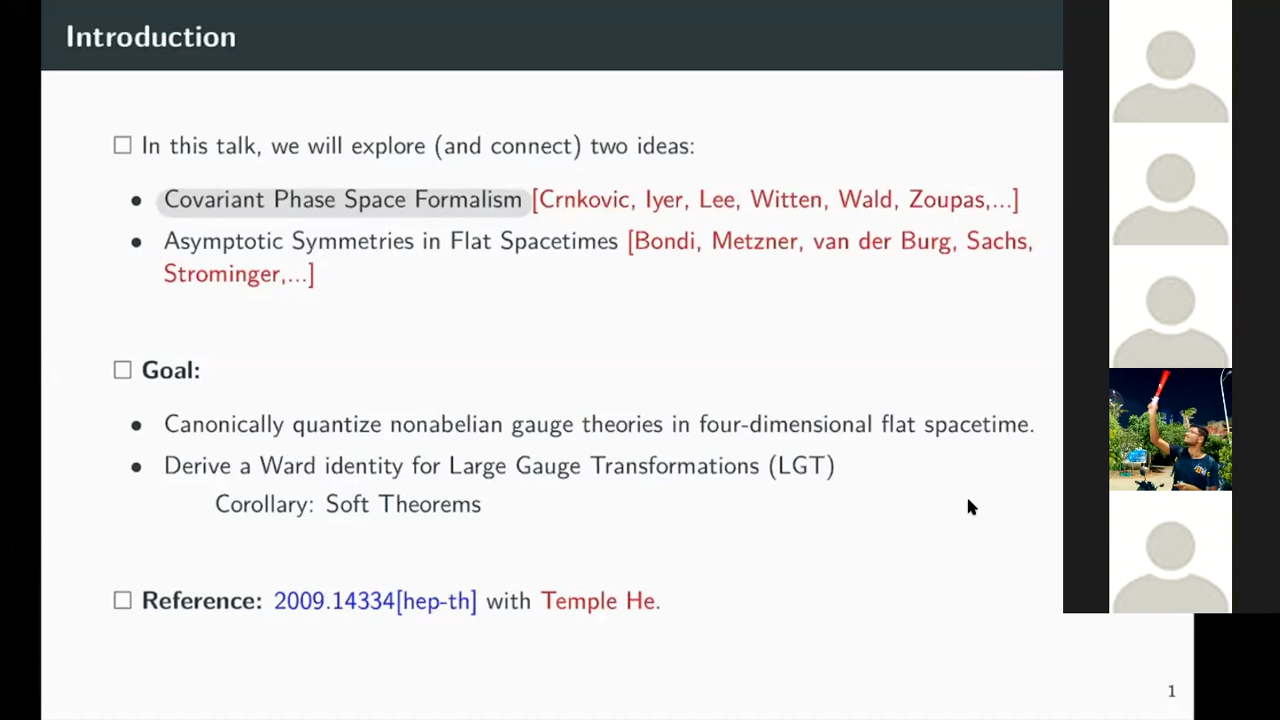 Introduction
In this talk, we will explore (and connect) two ideas:
Covariant Phase Space Formalism [Crnkovic, Iyer, Lee, Witten, Wald, Zoupas,...]
Asymptotic Symmetries in Flat Spacetimes [Bondi, Metzner, van der Burg, Sachs,
Strominger,...]
Goal:
Canonically quantize nonabelian gauge theories in four-dimensional flat spacetime.
Derive a Ward identity for Large Gauge Transformations (LGT)
Corollary: Soft Theorems
Reference: 2009.14334[hep-th] with Temple He.
1